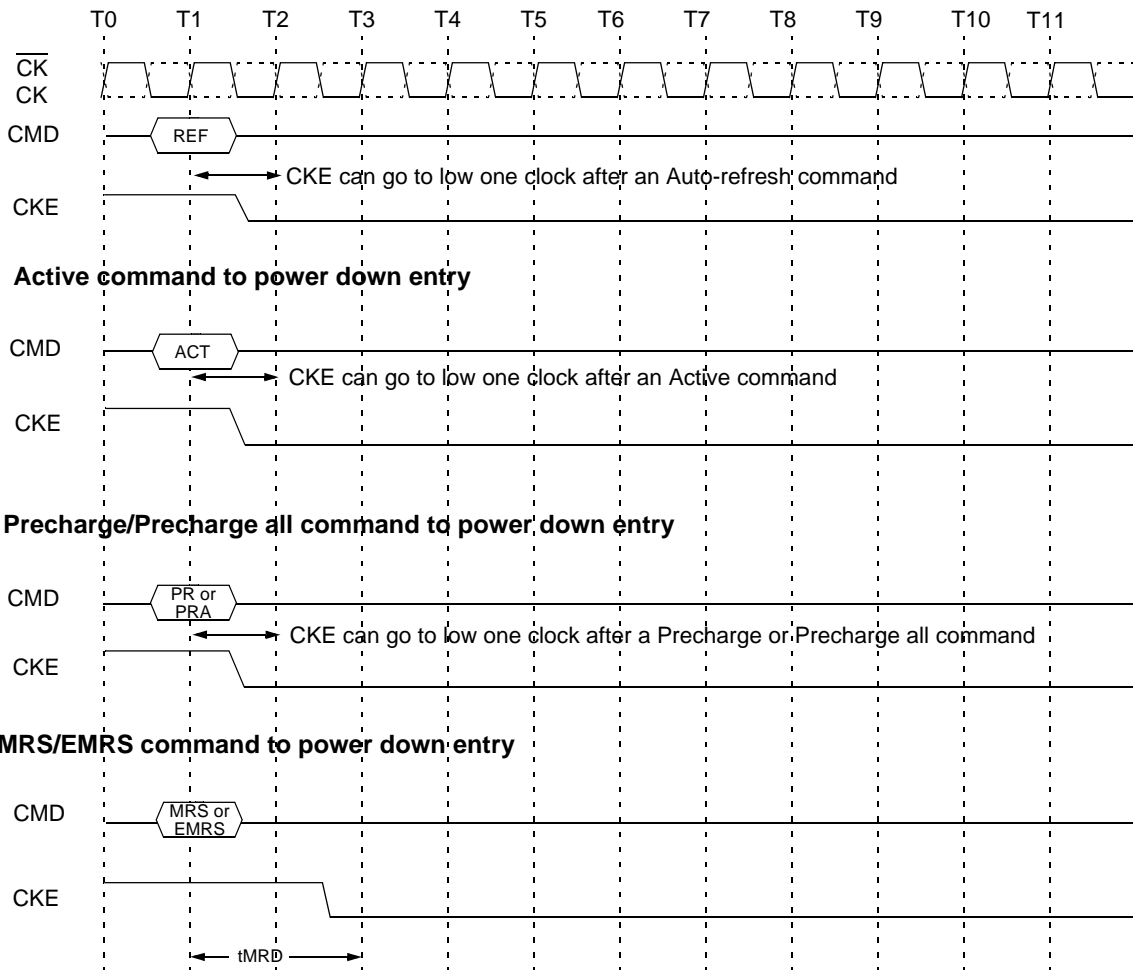 T0 T1 T2 T3 T4 T5 T6 T7 T8 T9 T10 T11
CK
CK
CMD REF
CKE can go to low one clock after an Auto-refresh command
CKE
Active command to power down entry
CMD ACT
CKE can go to low one clock after an Active command
CKE
Precharge/Precharge all command to power down entry
CMD PR or
PRA
CKE can go to low one clock after a Precharge or Precharge all command
CKE
MRS/EMRS command to power down entry
CMD MRS or
EMRS
CKE
tMRD